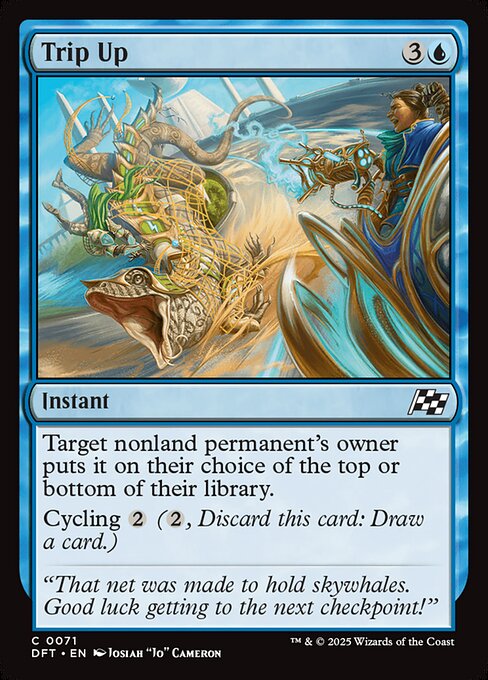 Trip Up 3
Instant
Target nonland permanent's owner
puts it on their choice of the top or
bottom of their library.
Cycling 2 (2, Discard this card: Draw
a card.)
"That net was made to hold skywhales.
Good luck getting to the next checkpoint!"
C 0071
DFT • EN Josiah "Jo" Cameron
™ & © 2025 Wizards of the Coast